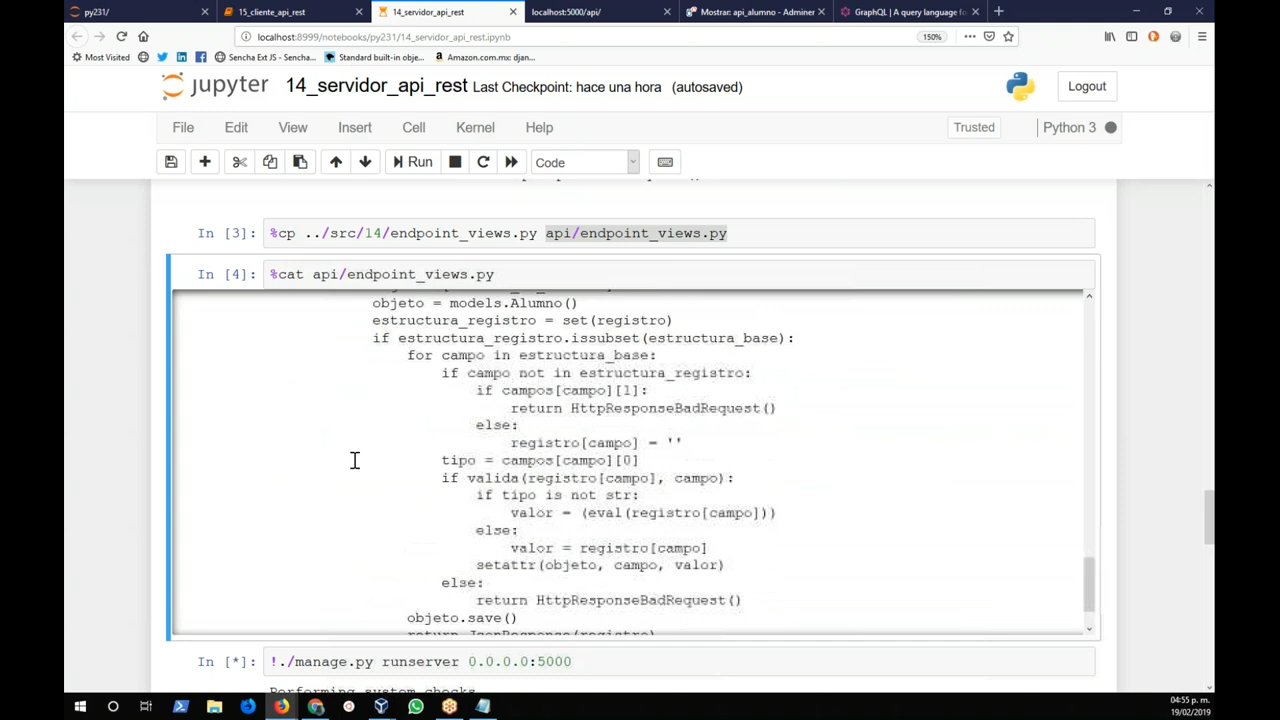 py231/
15_cliente_api_rest
14_servidor_api_rest
localhost:5000/api/
Mostrar: api_alumno - Adminer
GraphQL | A query language f
localhost:8999/notebooks/py231/14_servidor_api_rest.ipynb
150%
Most Visited
Sencha Ext JS - Sencha...
Standard built-in obje...
Amazon.com.mx: djan...
jupyter
14_servidor_api_rest Last Checkpoint: hace una hora (autosaved)
Logout
File Edit View Insert Cell Kernel Help
Trusted
Python 3
Run
Code
In [3]: %cp ../src/14/endpoint_views.py api/endpoint_views.py
In [4]: %cat api/endpoint_views.py
objeto = models.Alumno()
estructura_registro = set(registro)
if estructura_registro.issubset(estructura_base):
for campo in estructura_base:
if campo not in estructura_registro:
if campos[campo][1]:
return HttpResponseBadRequest()
else:
registro[campo] = ''
tipo = campos[campo][0]
if valida(registro[campo], campo):
if tipo is not str:
valor = (eval(registro[campo]))
else:
valor = registro[campo]
setattr(objeto, campo, valor)
else:
return HttpResponseBadRequest()
objeto.save()
return JsonResponse(registro)
In [*]: !./manage.py runserver 0.0.0.0:5000
Performing system checks
04:55 p. m.
19/02/2019